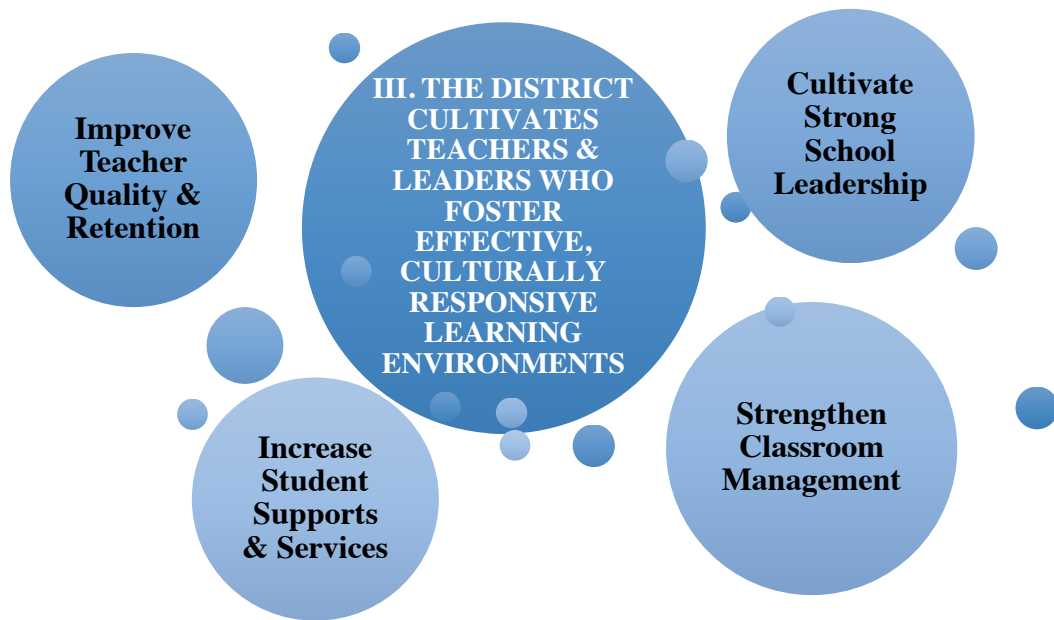 III. THE DISTRICT
CULTIVATES
TEACHERS &
LEADERS WHO
FOSTER
EFFECTIVE,
CULTURALLY
RESPONSIVE
LEARNING
ENVIRONMENTS
Improve
Teacher
Quality &
Retention
Cultivate
Strong
School
Leadership
Increase
Student
Supports
& Services
Strengthen
Classroom
Management